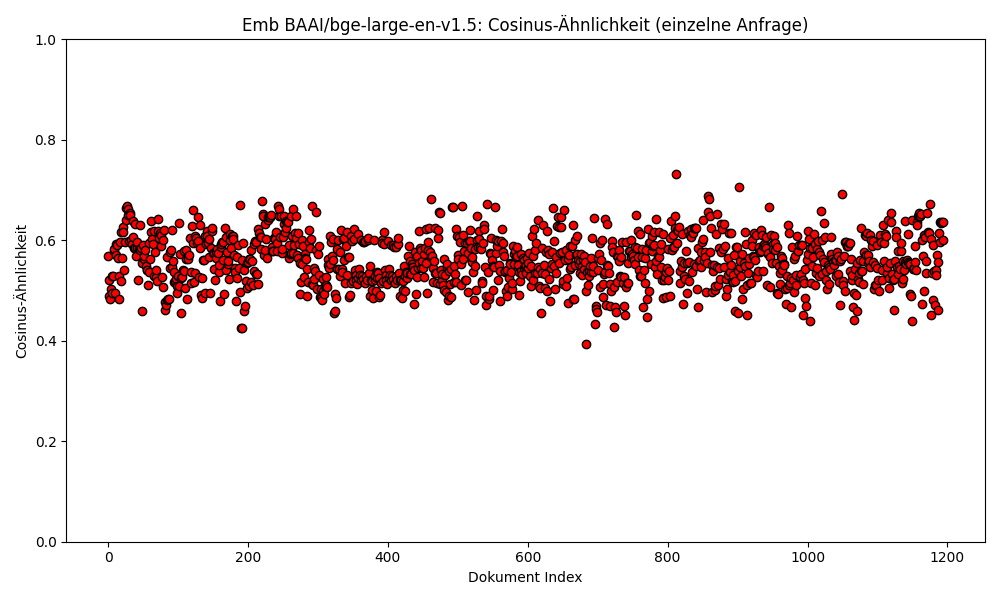 Emb BAAI/bge-large-en-v1.5: Cosinus-Ähnlichkeit (einzelne Anfrage)
1.0
0.8
0.6
0.4
0.2
0.0
Cosinus-Ähnlichkeit
0 200 400 600 800 1000 1200
Dokument Index